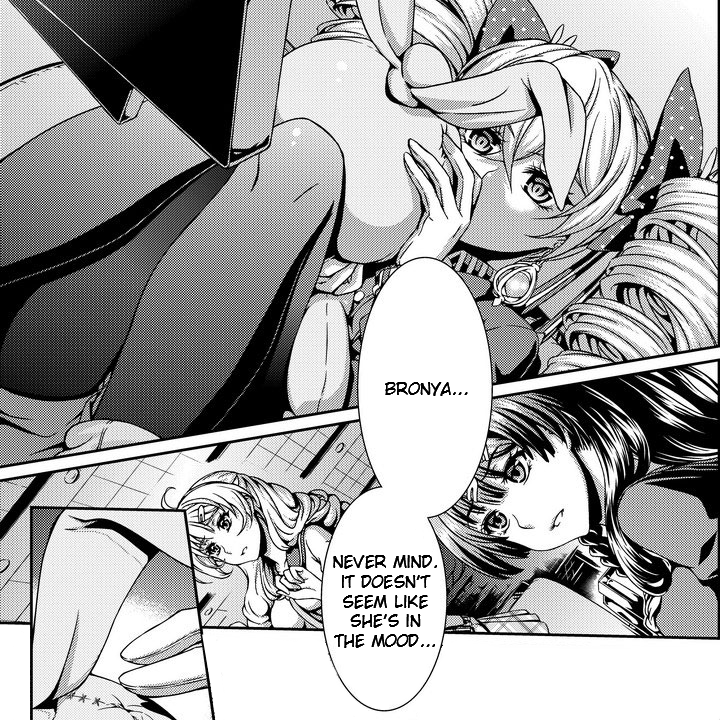 BRONYA...
NEVER MIND.
IT DOESN'T
SEEM LIKE
SHE'S IN
THE MOOD...